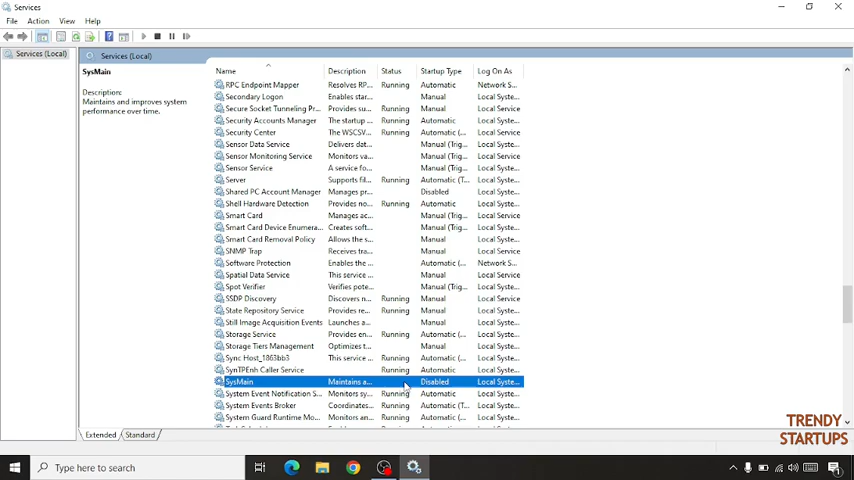 Services
File Action View Help
Services (Local)
Services (Local)
SysMain
Description:
Maintains and improves system
performance over time.
Name Description Status Startup Type Log On As
RPC Endpoint Mapper Resolves RP... Running Automatic Network S...
Secondary Logon Enables star... Manual Local Syste...
Secure Socket Tunneling Pr... Provides su... Running Manual Local Service
Security Accounts Manager The startup ... Running Automatic Local Syste...
Security Center The WSCSV... Running Automatic (... Local Service
Sensor Data Service Delivers dat... Manual (Trig... Local Syste...
Sensor Monitoring Service Monitors va... Manual (Trig... Local Service
Sensor Service A service fo... Manual (Trig... Local Syste...
Server Supports fil... Running Automatic (T... Local Syste...
Shared PC Account Manager Manages pr... Disabled Local Syste...
Shell Hardware Detection Provides no... Running Automatic Local Syste...
Smart Card Manages ac... Manual (Trig... Local Service
Smart Card Device Enumera... Creates soft... Manual (Trig... Local Syste...
Smart Card Removal Policy Allows the s... Manual Local Syste...
SNMP Trap Receives tra... Manual Local Service
Software Protection Enables the... Automatic (... Network S...
Spatial Data Service This service ... Manual Local Service
Spot Verifier Verifies pote... Manual (Trig... Local Syste...
SSDP Discovery Discovers n... Running Manual Local Service
State Repository Service Provides re... Running Manual Local Syste...
Still Image Acquisition Events Launches a... Manual Local Syste...
Storage Service Provides en... Running Automatic (... Local Syste...
Storage Tiers Management Optimizes t... Manual Local Syste...
Sync Host_1863bb3 This service ... Running Automatic (... Local Syste...
SynTPEnh Caller Service Running Automatic Local Syste...
SysMain Maintains a... Disabled Local Syste...
System Event Notification S... Monitors sy... Running Automatic Local Syste...
System Events Broker Coordinates... Running Automatic (T... Local Syste...
System Guard Runtime Mo... Monitors an... Running Automatic (... Local Syste...
TRENDY
STARTUPS
Extended Standard
Type here to search